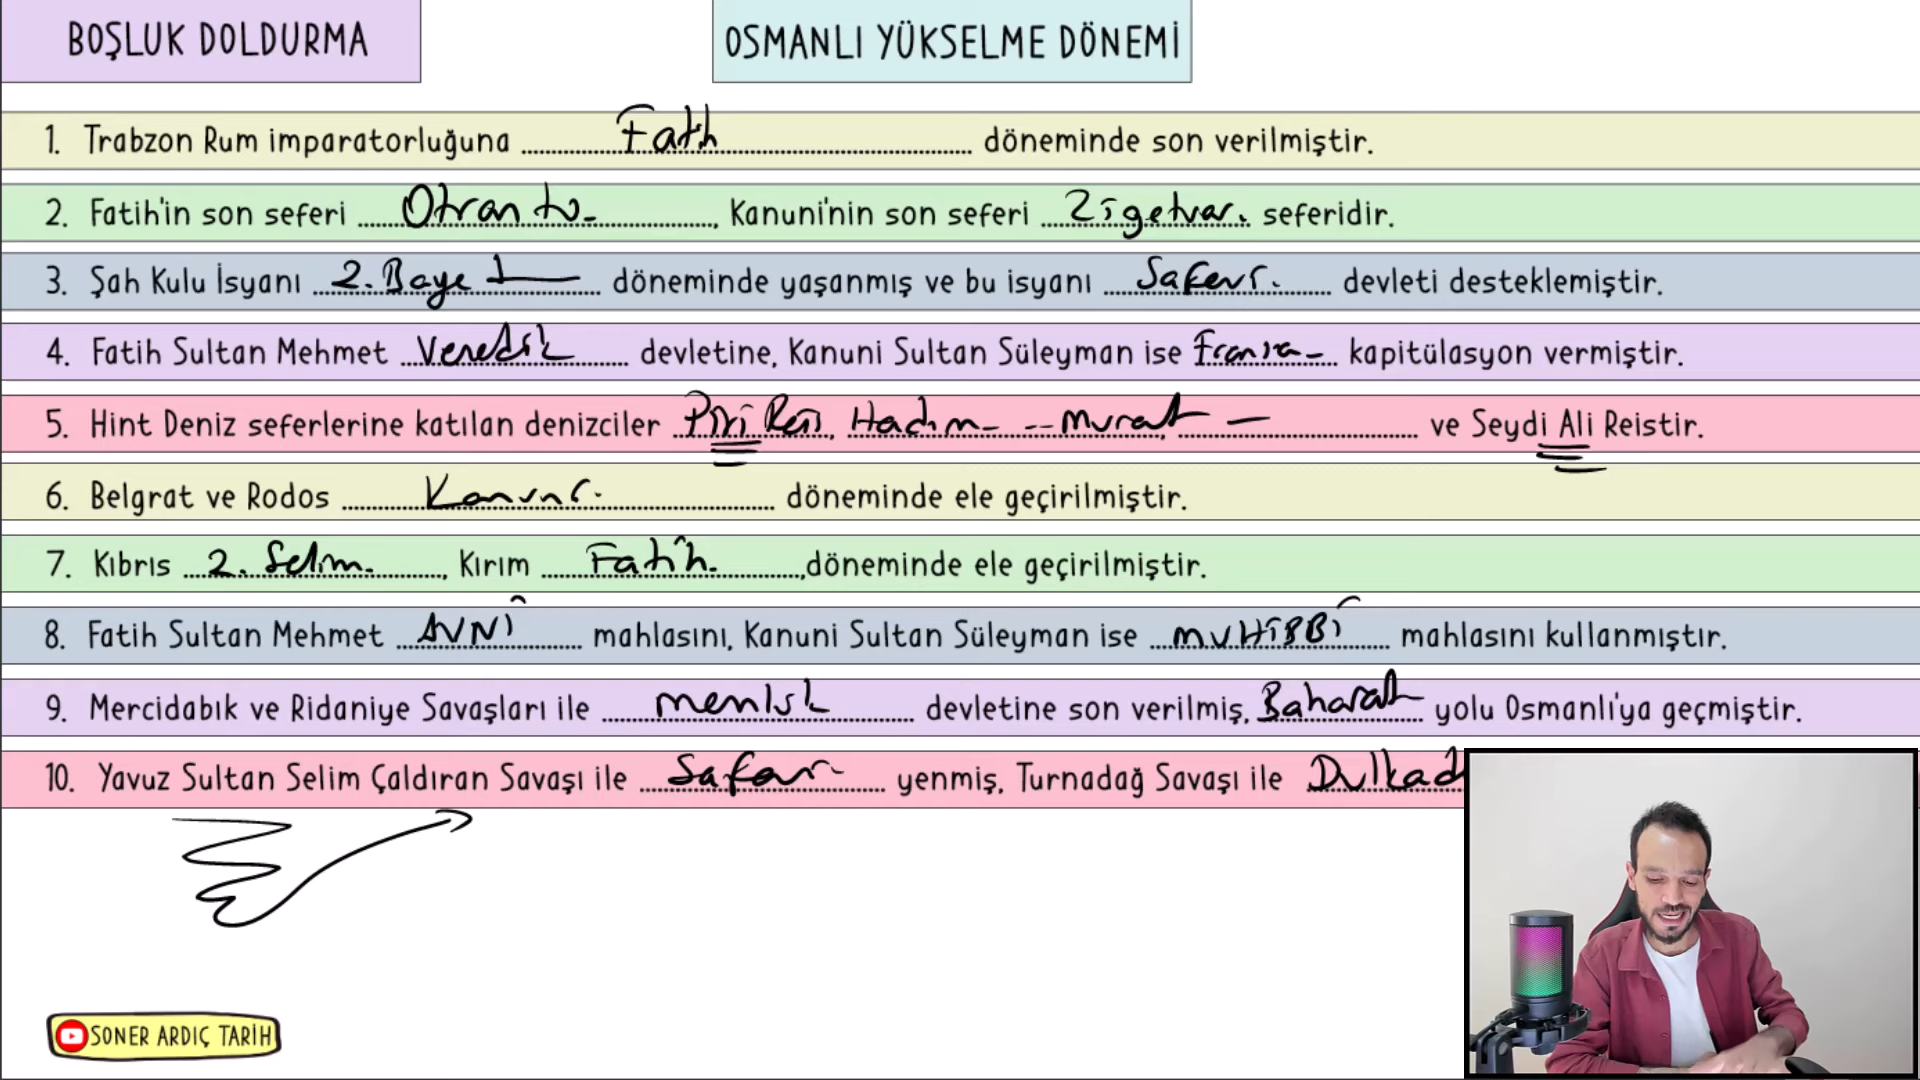 BOŞLUK DOLDURMA
OSMANLI YÜKSELME DÖNEMİ
1. Trabzon Rum imparatorluğuna Fatih döneminde son verilmiştir.
2. Fatih'in son seferi Otranto, Kanuni'nin son seferi Zigetvar seferidir.
3. Şah Kulu İsyanı 2. Baye döneminde yaşanmış ve bu isyanı Safevi devleti desteklemiştir.
4. Fatih Sultan Mehmet Venedik devletine, Kanuni Sultan Süleyman ise Fransa kapitülasyon vermiştir.
5. Hint Deniz seferlerine katılan denizciler Piri Reis, Hadım Murat ve Seydi Ali Reistir.
6. Belgrat ve Rodos Kanuni döneminde ele geçirilmiştir.
7. Kıbrıs 2. Selim, Kırım Fatih, döneminde ele geçirilmiştir.
8. Fatih Sultan Mehmet AVNİ mahlasını, Kanuni Sultan Süleyman ise MUHİBBİ mahlasını kullanmıştır.
9. Mercidabık ve Ridaniye Savaşları ile memlük devletine son verilmiş, Baharat yolu Osmanlı'ya geçmiştir.
10. Yavuz Sultan Selim Çaldıran Savaşı ile Safevi yenmiş, Turnadağ Savaşı ile Dulkad
SONER ARDIÇ TARİH